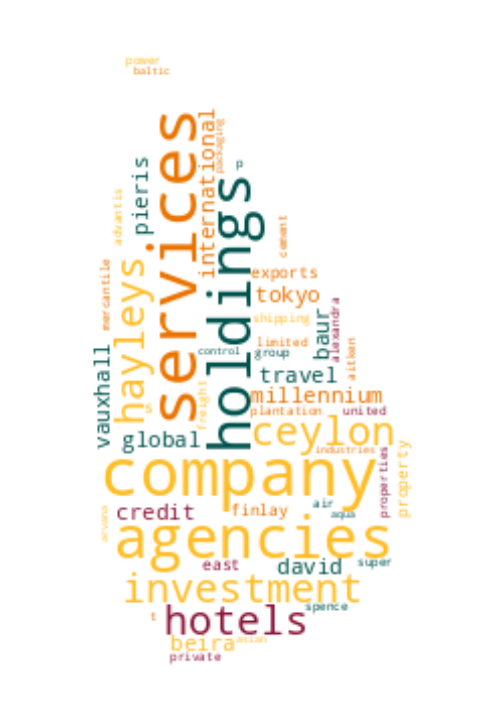 power
baltic
services
international
packaging
pieris
p
holdings
advantis
cement
hayleys
mercantile
exports
tokyo
shipping
baur
alexandra
limited
control
group
aitken
vauxhall
travel
freight
millennium
s
plantation
united
global
ceylon
industries
company
properties
property
air
credit
finlay
aqua
arvana
agencies
east
david
super
investment
spence
t
hotels
beira
asian
private